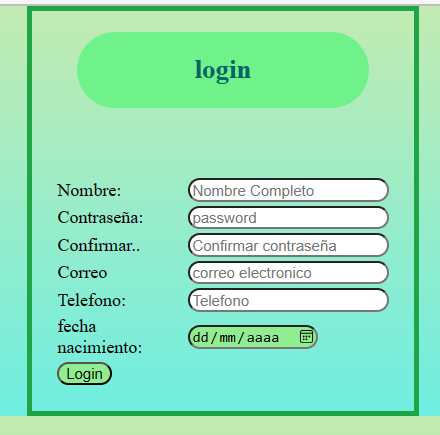 login
Nombre: Nombre Completo
Contraseña: password
Confirmar.. Confirmar contraseña
Correo correo electronico
Telefono: Telefono
fecha
nacimiento: dd/mm/aaaa
Login